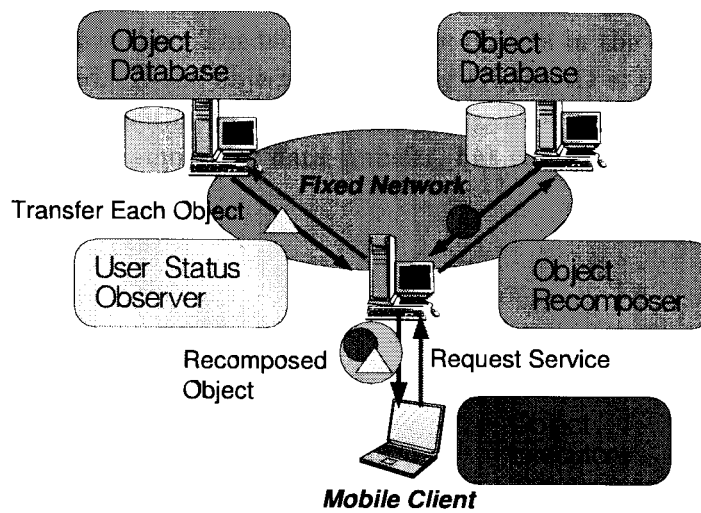 Object
Database
Object
Database
Fixed Network
Transfer Each Object
User Status
Observer
Object
Recomposer
Recomposed
Object
Request Service
Object
Mobile Client